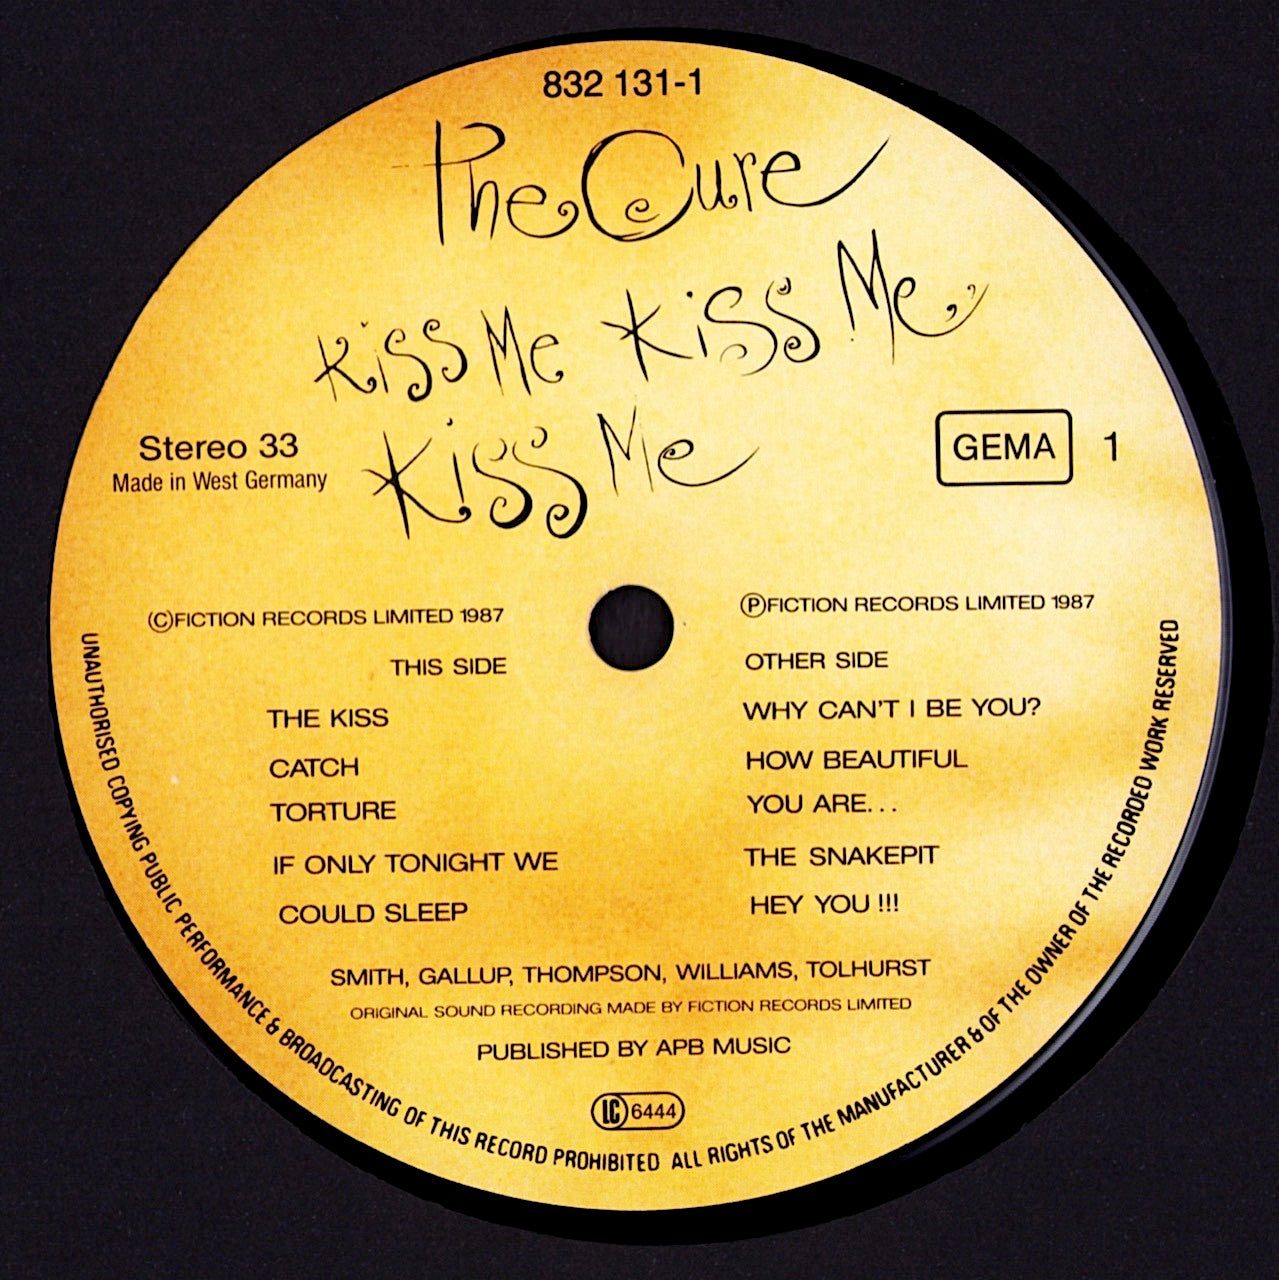 832 131-1
The Cure
Kiss Me Kiss Me
Kiss Me
Stereo 33
Made in West Germany
GEMA 1
©FICTION RECORDS LIMITED 1987
THIS SIDE
THE KISS
CATCH
TORTURE
IF ONLY TONIGHT WE
COULD SLEEP
℗FICTION RECORDS LIMITED 1987
OTHER SIDE
WHY CAN'T I BE YOU?
HOW BEAUTIFUL
YOU ARE...
THE SNAKEPIT
HEY YOU !!!
SMITH, GALLUP, THOMPSON, WILLIAMS, TOLHURST
ORIGINAL SOUND RECORDING MADE BY FICTION RECORDS LIMITED
PUBLISHED BY APB MUSIC
LC 6444
UNAUTHORISED COPYING PUBLIC PERFORMANCE & BROADCASTING OF THIS RECORD PROHIBITED ALL RIGHTS OF THE MANUFACTURER & OF THE OWNER OF THE RECORDED WORK RESERVED